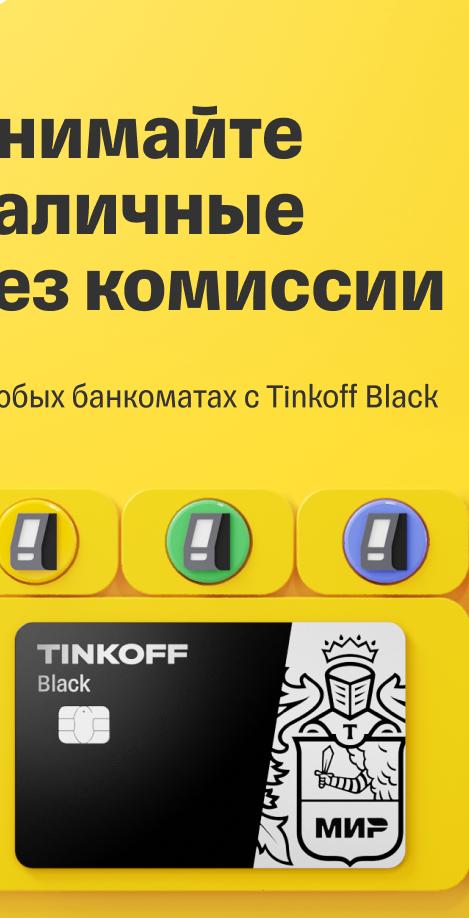 нимайте
аличные
ез комиссии
обых банкоматах с Tinkoff Black
TINKOFF
Black
T
МИР